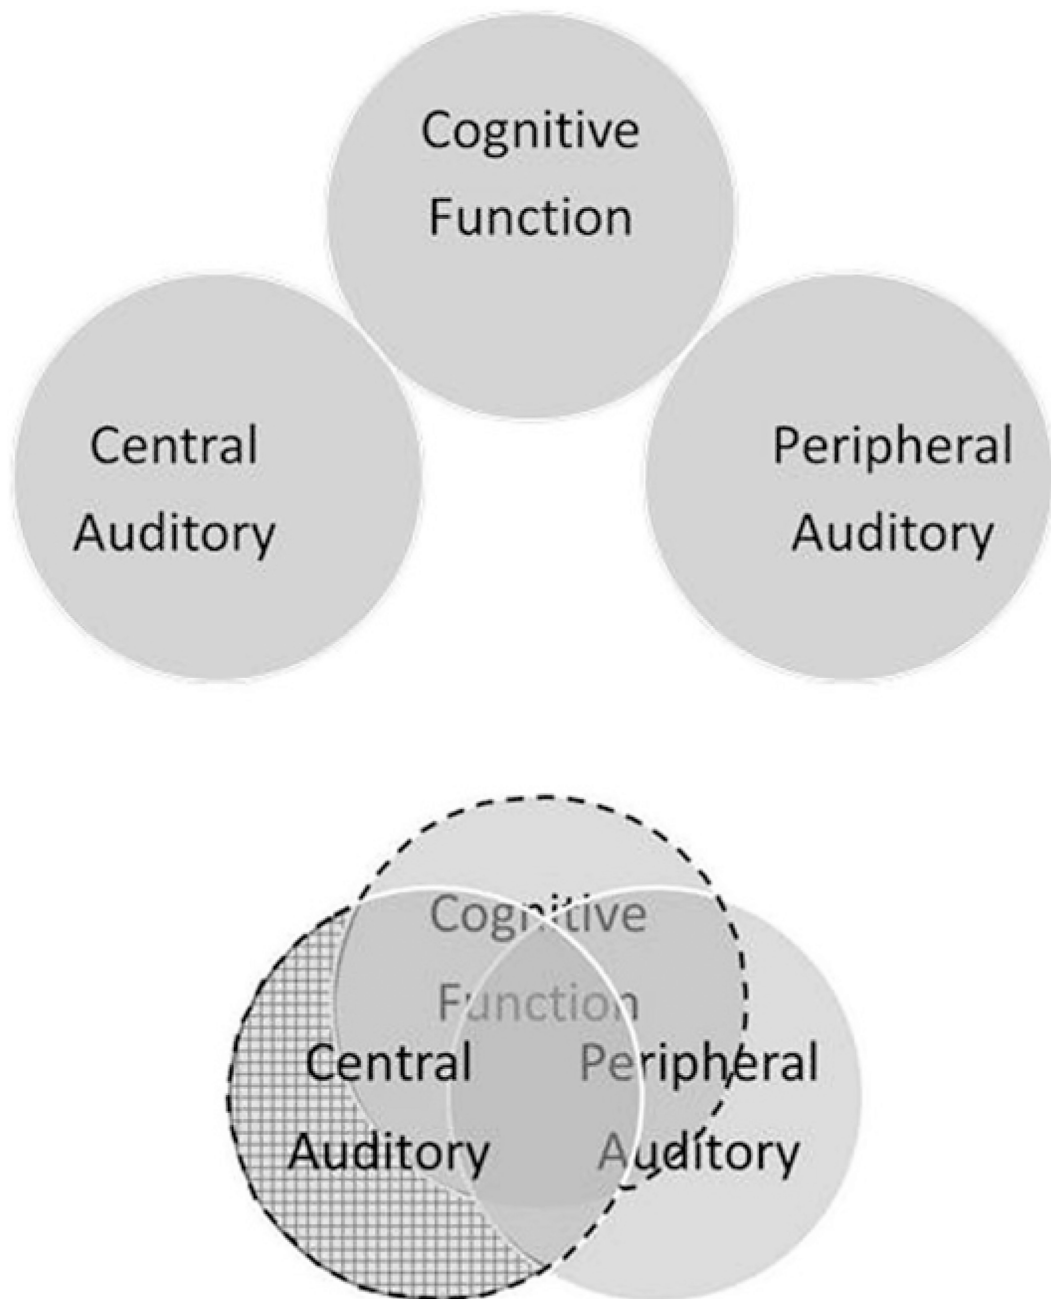 Cognitive
Function
Central
Auditory
Peripheral
Auditory
Cognitive
Function
Central
Auditory
Peripheral
Auditory